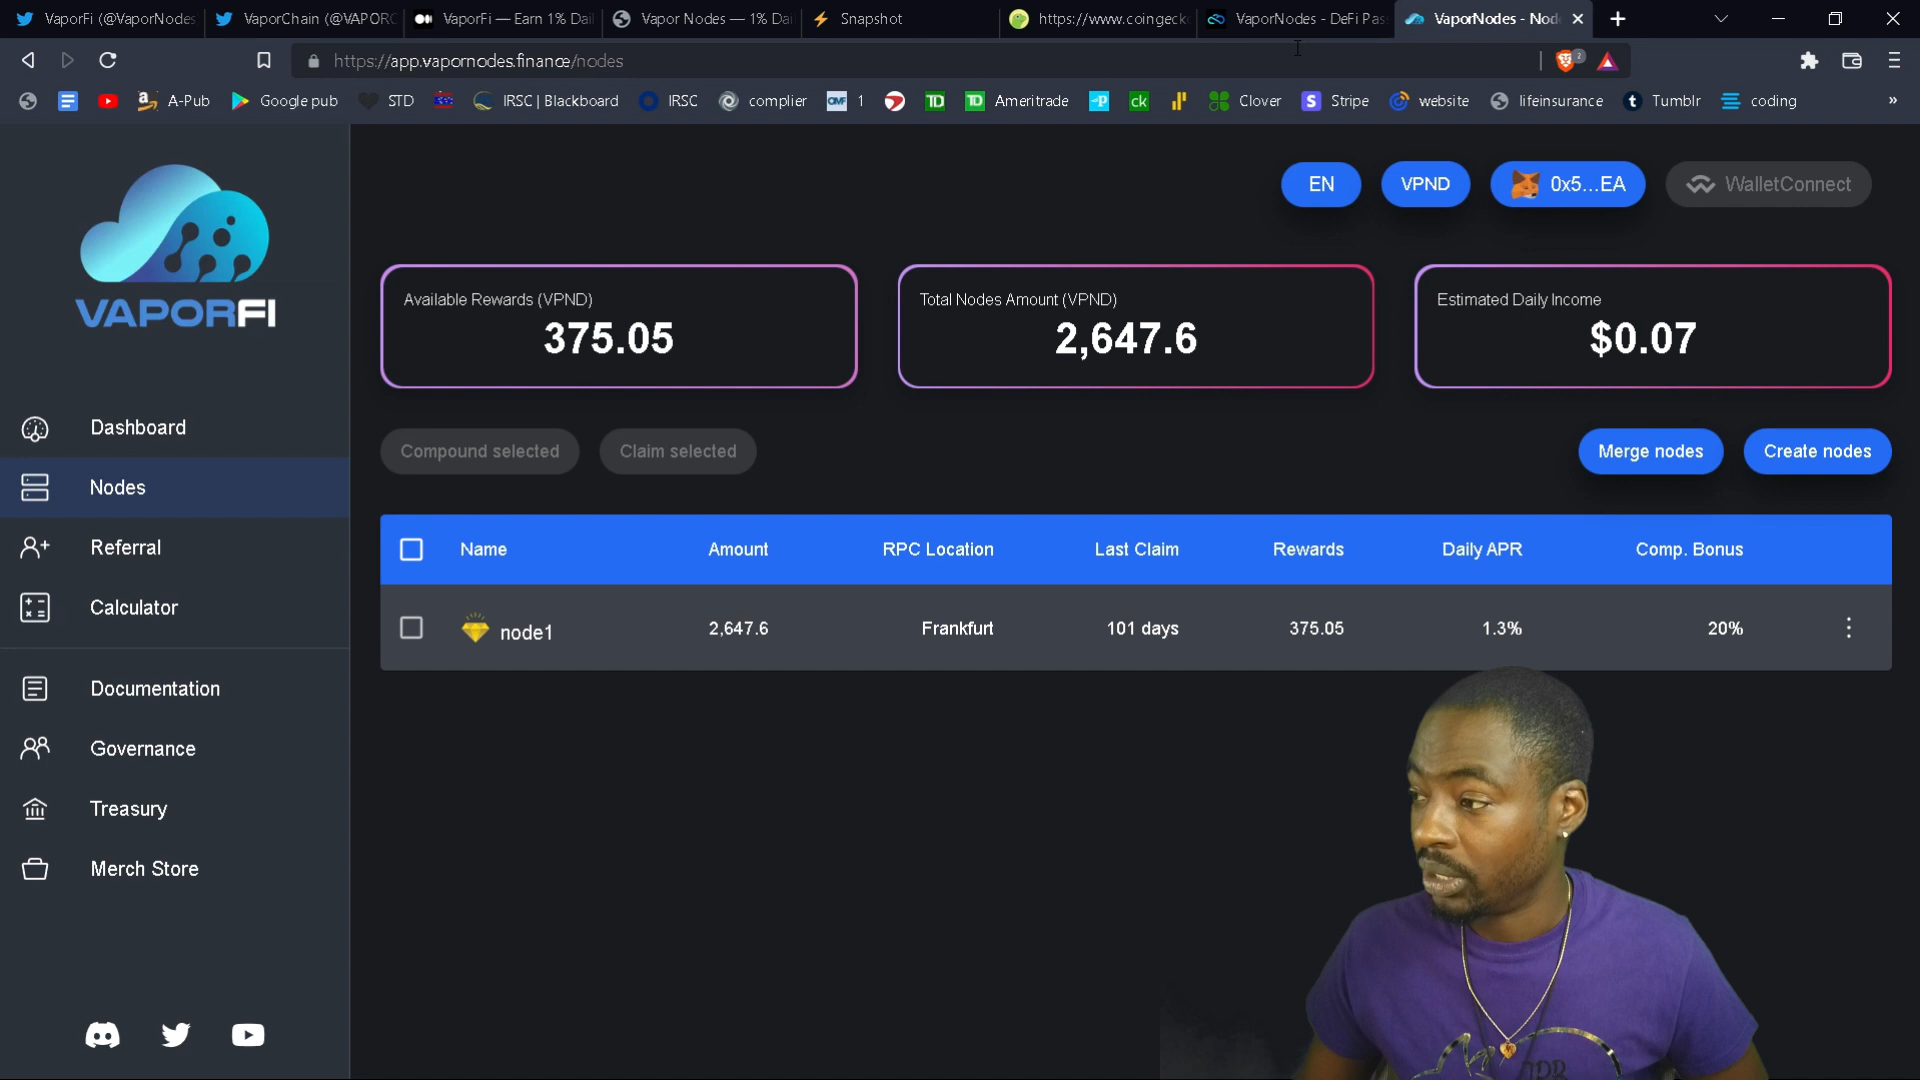 VaporFi (@VaporNodes
VaporChain (@VAPORC
VaporFi — Earn 1% Dai
Vapor Nodes — 1% Dai
Snapshot
https://www.coingeck
VaporNodes - DeFi Pas
VaporNodes - Nod
https://app.vapornodes.finance/nodes
2
A-Pub
Google pub
STD
IRSC | Blackboard
IRSC
complier
1
TD
TD
Ameritrade
ck
Clover
S
Stripe
website
lifeinsurance
t
Tumblr
coding
»
VAPORFI
EN
VPND
0x5...EA
WalletConnect
Available Rewards (VPND)
375.05
Total Nodes Amount (VPND)
2,647.6
Estimated Daily Income
$0.07
Dashboard
Nodes
Referral
Calculator
Documentation
Governance
Treasury
Merch Store
Compound selected
Claim selected
Merge nodes
Create nodes
Name Amount RPC Location Last Claim Rewards Daily APR Comp. Bonus
node1 2,647.6 Frankfurt 101 days 375.05 1.3% 20%